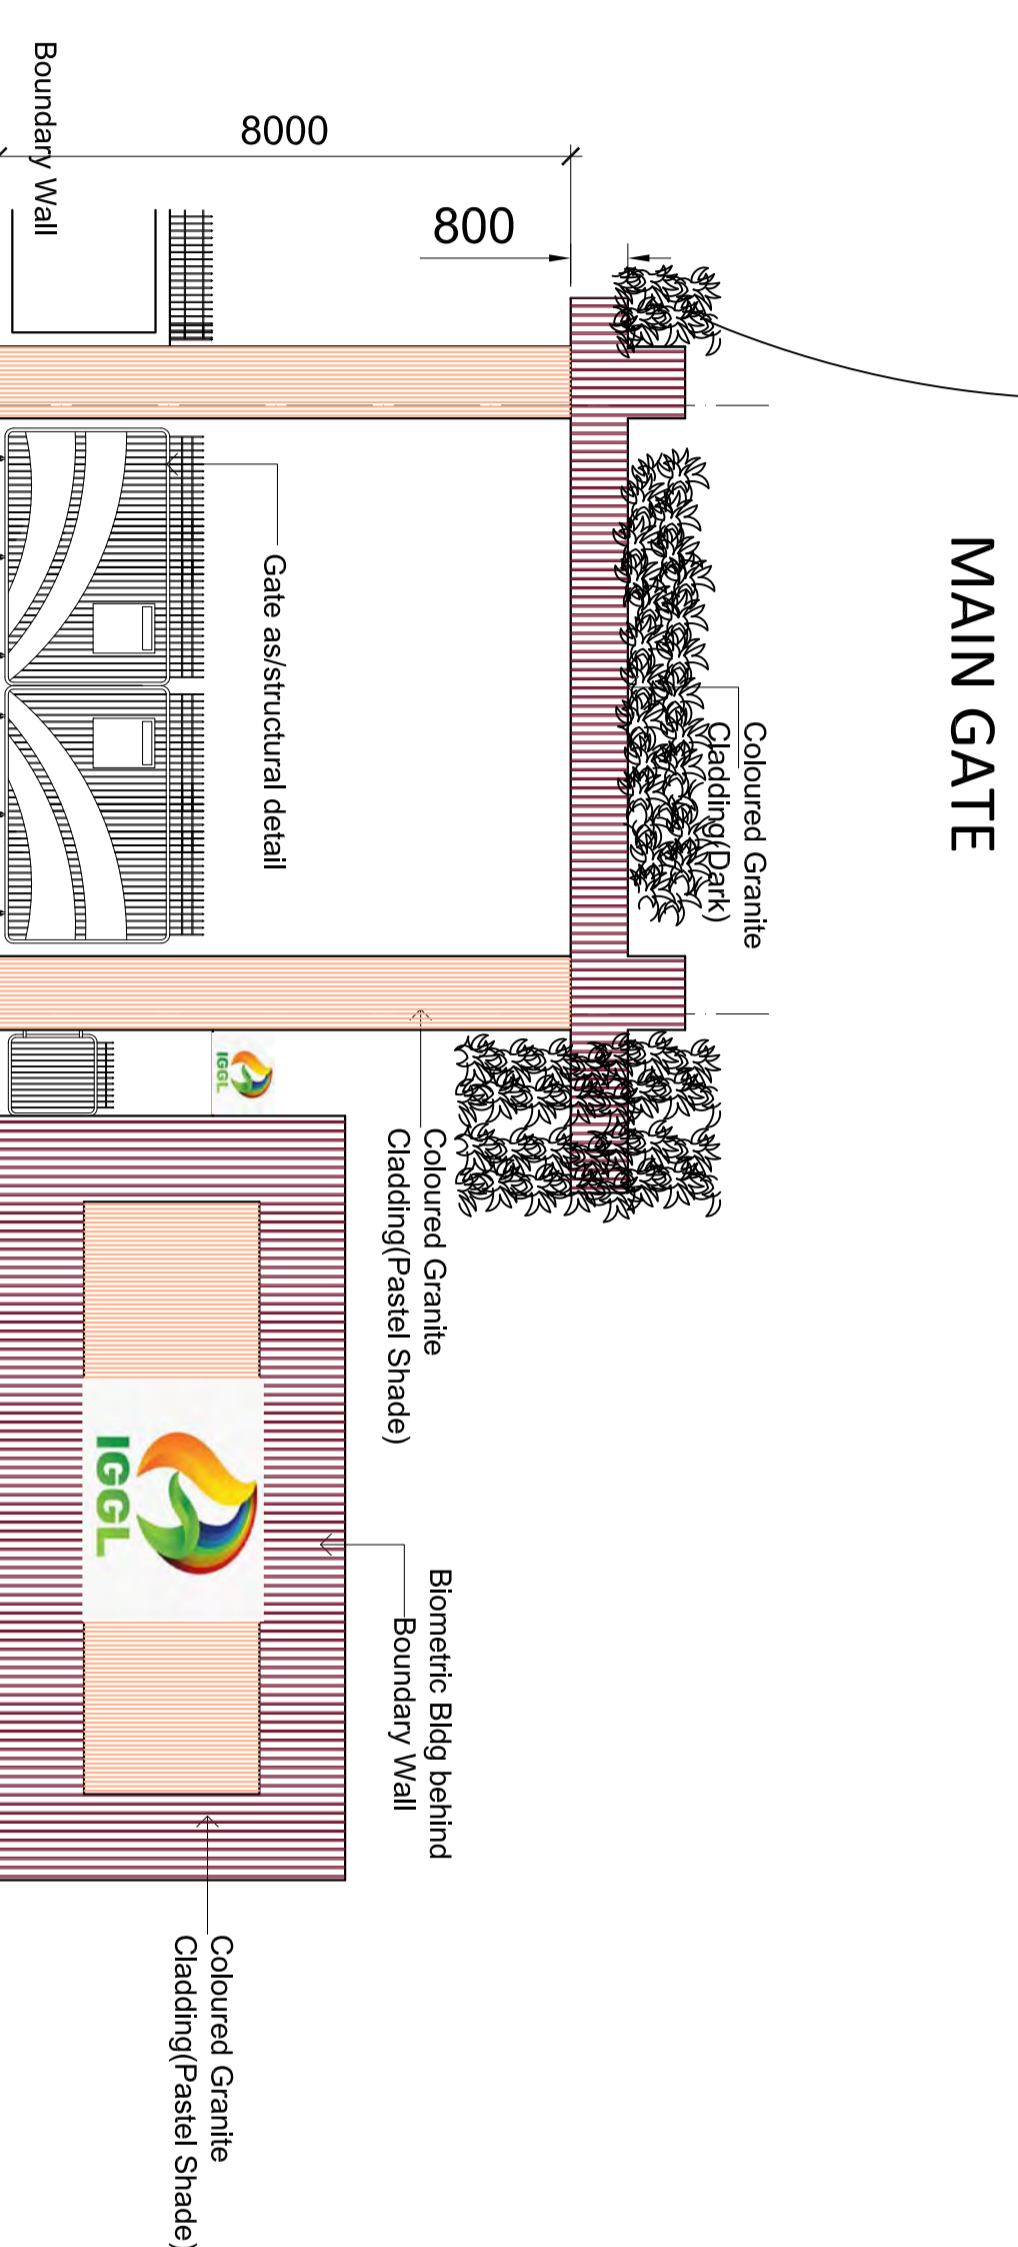 MAIN GATE
Coloured Granite
Cladding(Dark)
800
8000
Boundary Wall
Gate as/structural detail
Coloured Granite
Cladding(Pastel Shade)
IGGL
Biometric Bldg behind
Boundary Wall
IGGL
Coloured Granite
Cladding(Pastel Shade)